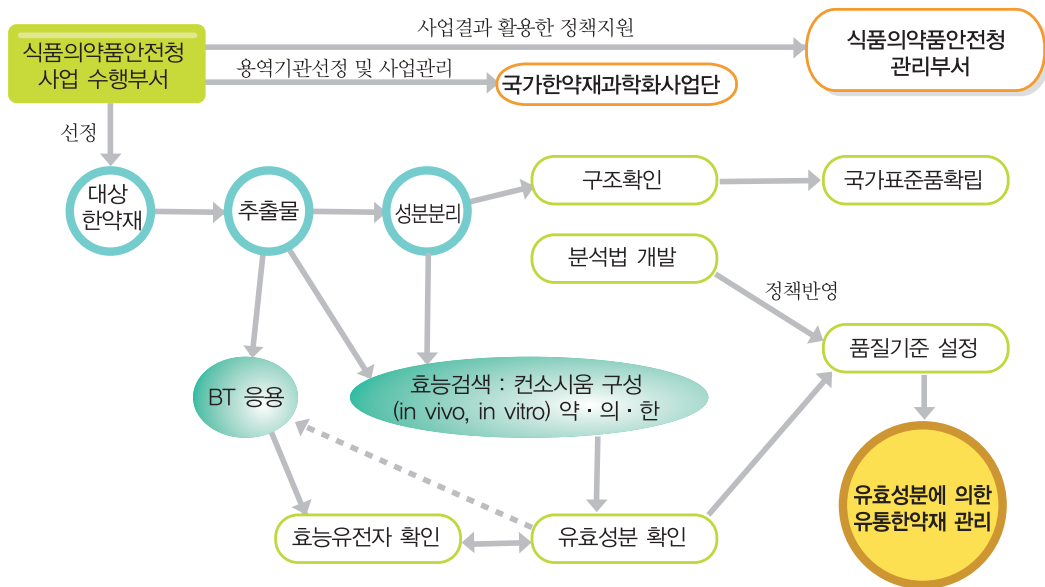 사업결과 활용한 정책지원
식품의약품안전청
사업 수행부서
식품의약품안전청
관리부서
용역기관선정 및 사업관리
국가한약재과학화사업단
선정
대상
한약재
추출물
성분분리
구조확인
국가표준품확립
분석법 개발
정책반영
품질기준 설정
BT 응용
효능검색 : 컨소시움 구성
(in vivo, in vitro) 약 · 의 · 한
유효성분에 의한
유통한약재 관리
효능유전자 확인
유효성분 확인